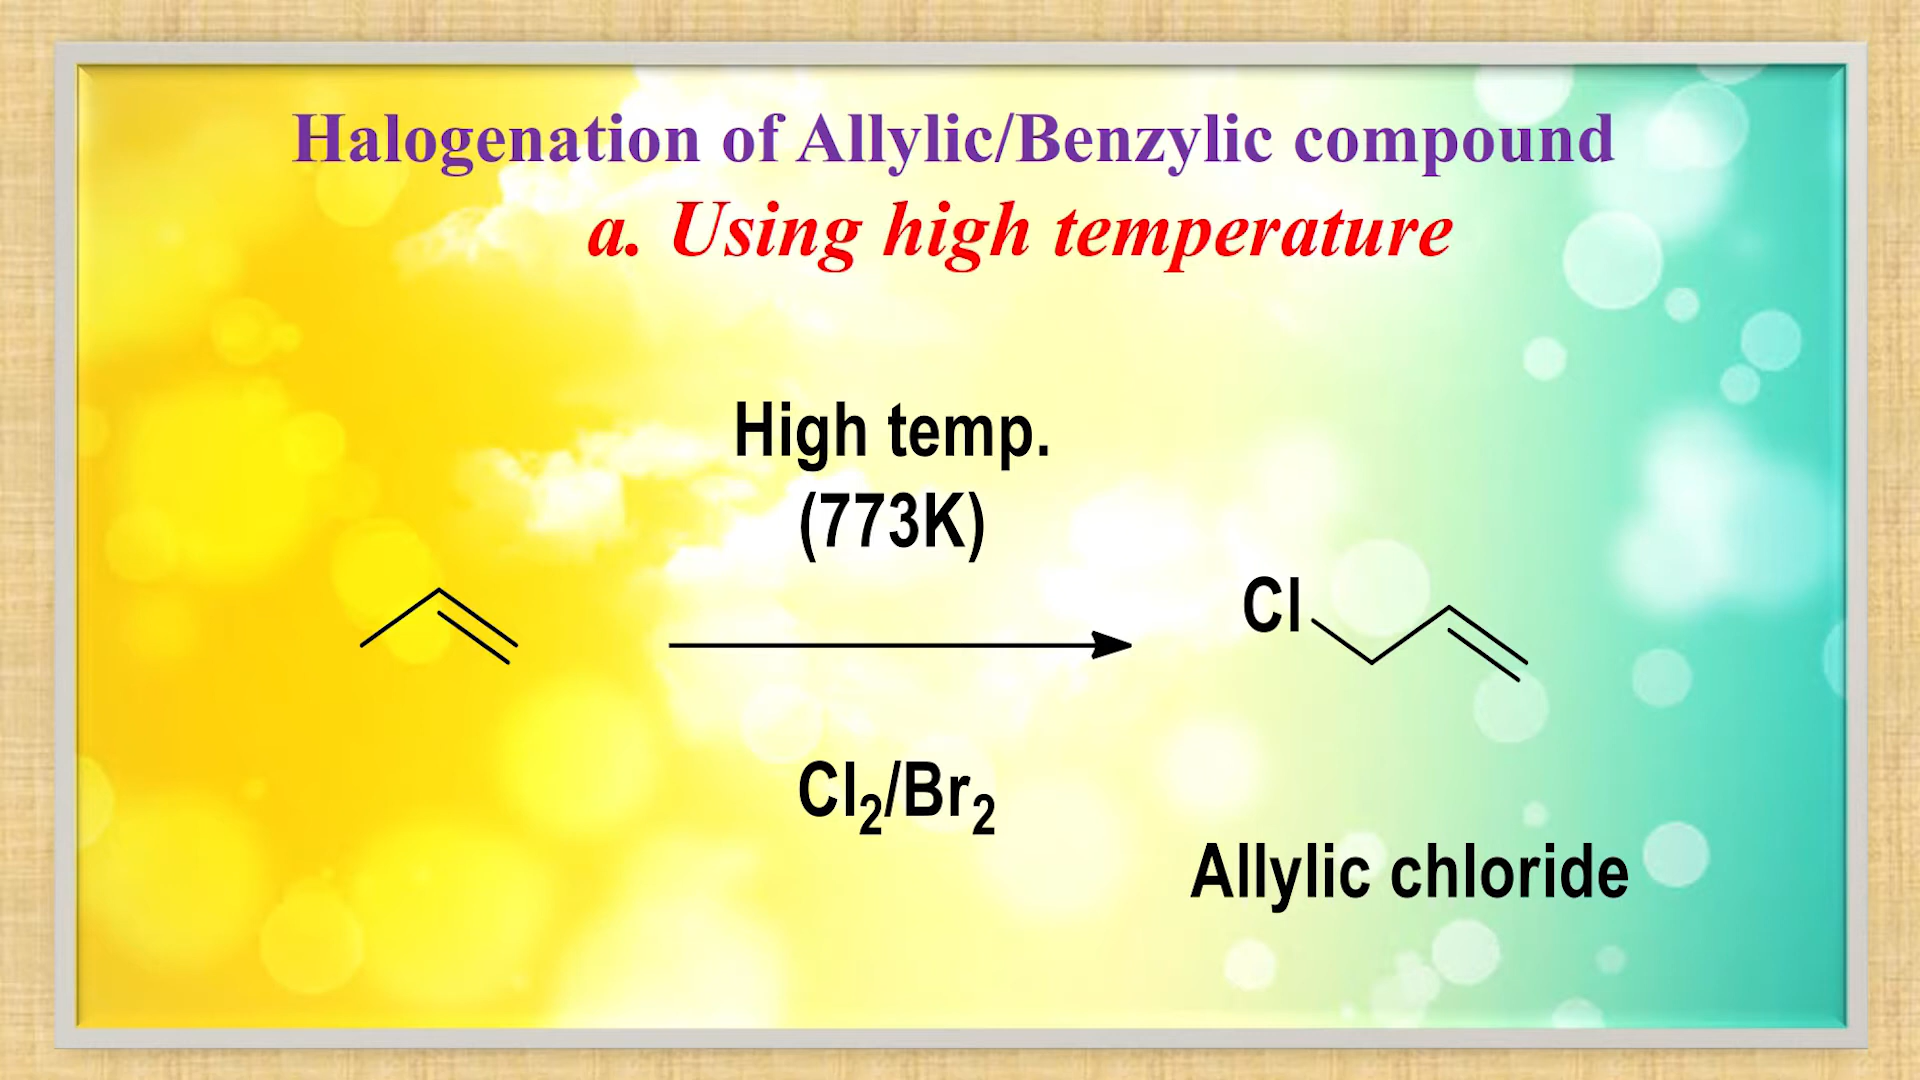 Halogenation of Allylic/Benzylic compound
a. Using high temperature
High temp.
(773K)
Cl
Cl₂/Br₂
Allylic chloride